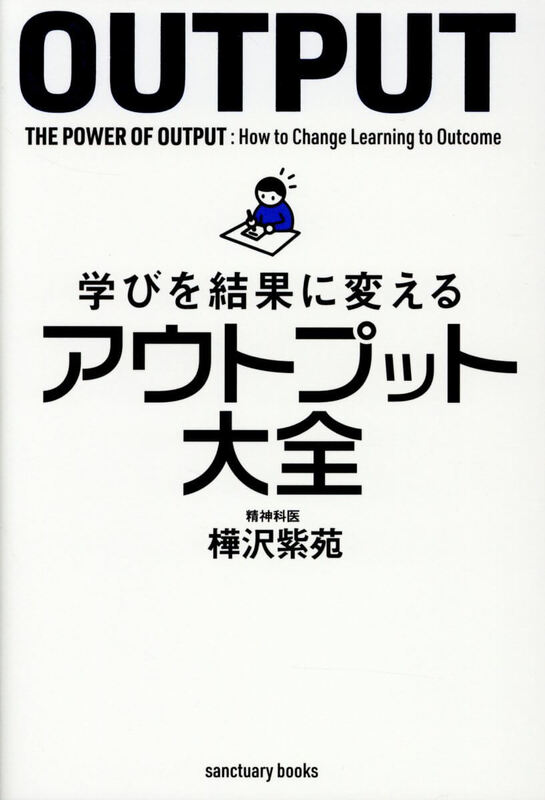 OUTPUT
THE POWER OF OUTPUT : How to Change Learning to Outcome
学びを結果に変える
アウトプット
大全
精神科医
樺沢紫苑
sanctuary books